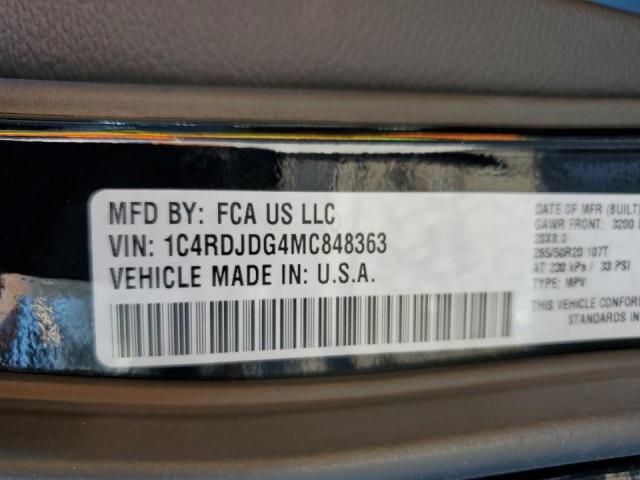 MFD BY: FCA US LLC
VIN: 1C4RDJDG4MC848363
VEHICLE MADE IN: U.S.A.
DATE OF MFR (BUILT)
GAWR FRONT: 3200
20X8.0
265/50R20 107T
AT 230 kPa / 33 PSI
TYPE: MPV
THIS VEHICLE CONFOR
STANDARDS IN